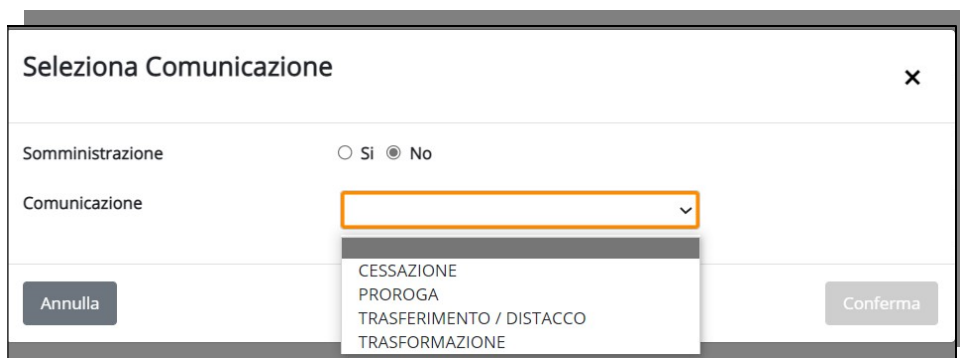 Seleziona Comunicazione
Somministrazione Si No
Comunicazione
CESSAZIONE
PROROGA
TRASFERIMENTO / DISTACCO
TRASFORMAZIONE
Annulla Conferma